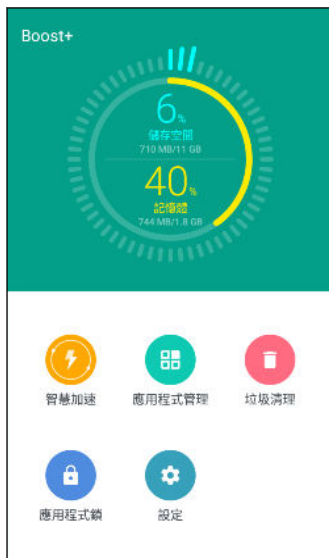 Boost+
6%
儲存空間
710 MB/11 GB
40%
記憶體
744 MB/1.8 GB
智慧加速
應用程式管理
垃圾清理
應用程式鎖
設定